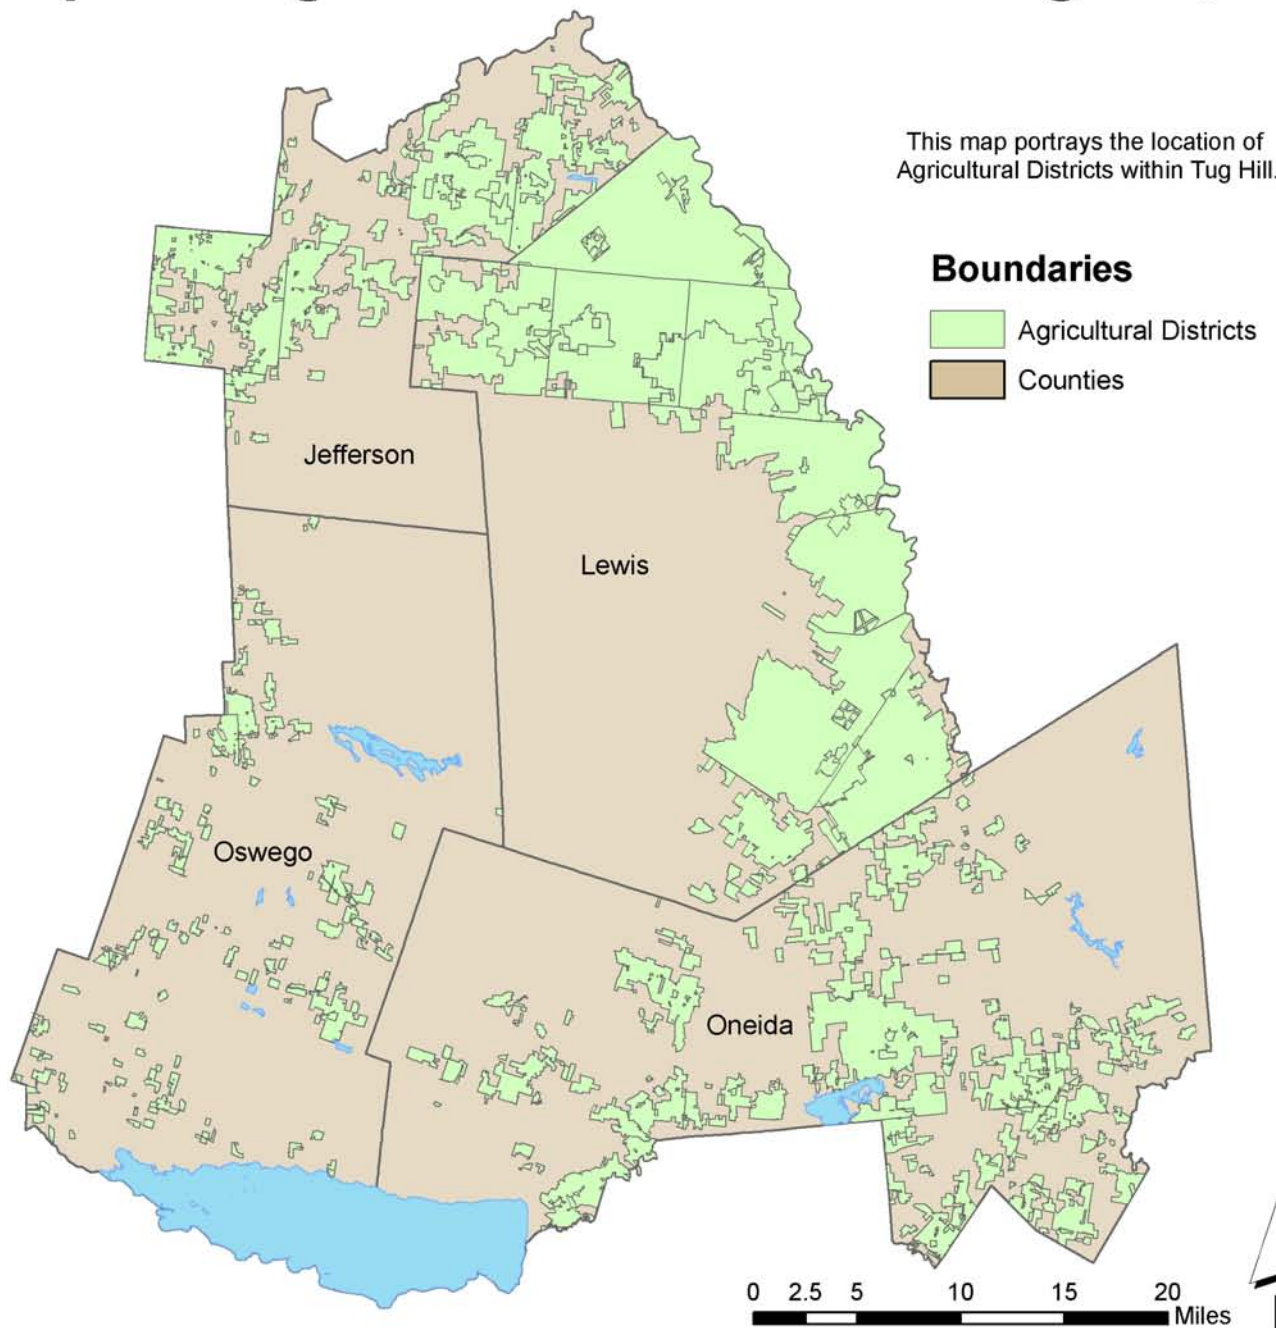 This map portrays the location of
Agricultural Districts within Tug Hill.
Boundaries
Agricultural Districts
Counties
Jefferson
Lewis
Oswego
Oneida
0 2.5 5 10 15 20
Miles